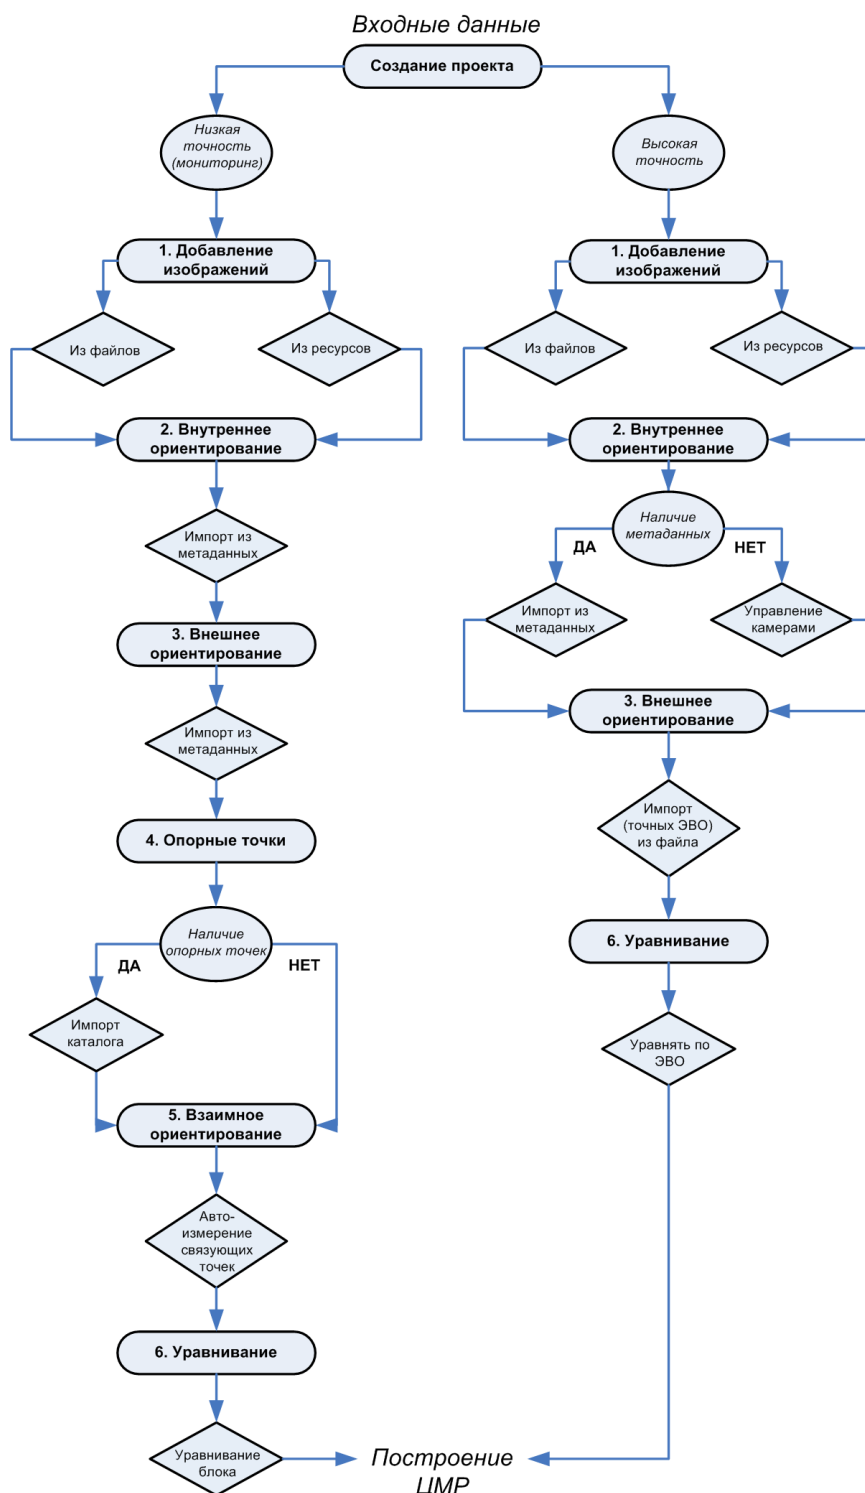 Входные данные
Создание проекта
Низкая
точность
(мониторинг)
1. Добавление
изображений
Из файлов
Из ресурсов
2. Внутреннее
ориентирование
Импорт из
метаданных
3. Внешнее
ориентирование
Импорт из
метаданных
4. Опорные точки
Наличие
опорных точек
ДА
НЕТ
Импорт
каталога
5. Взаимное
ориентирование
Авто-
измерение
связующих
точек
6. Уравнивание
Уравнивание
блока
Высокая
точность
1. Добавление
изображений
Из файлов
Из ресурсов
2. Внутреннее
ориентирование
Наличие
метаданных
ДА
НЕТ
Импорт из
метаданных
Управление
камерами
3. Внешнее
ориентирование
Импорт
(точных ЭВО)
из файла
6. Уравнивание
Уравнять по
ЭВО
Построение
ЦМР